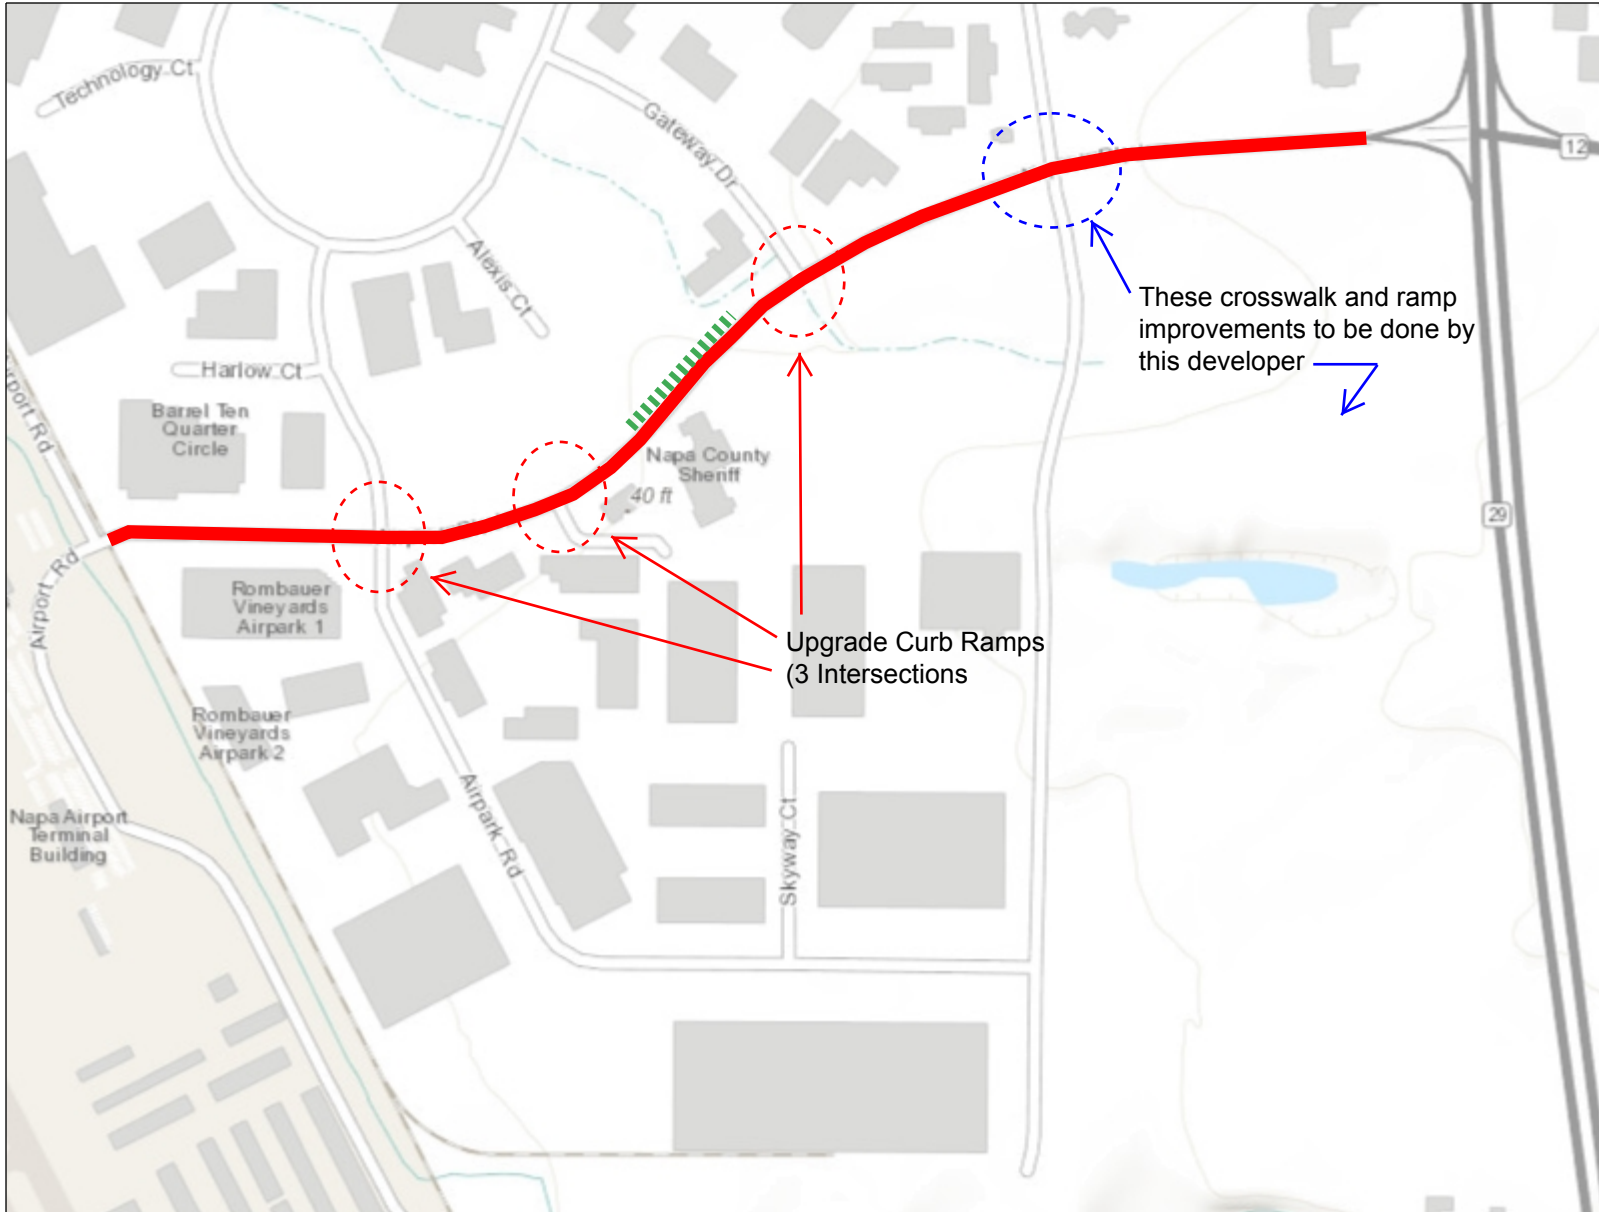 Technology Ct
Gateway Dr
12
Alexis Ct
These crosswalk and ramp
improvements to be done by
this developer
Harlow Ct
Airport Rd
Barrel Ten
Quarter
Circle
Napa County
Sheriff
40 ft
29
Airport Rd
Rombauer
Vineyards
Airpark 1
Upgrade Curb Ramps
(3 Intersections
Rombauer
Vineyards
Airpark 2
Airpark Rd
Skyway Ct
Napa Airport
Terminal
Building